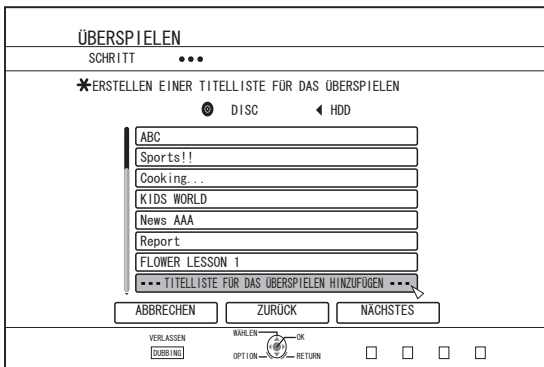 ÜBERSPIELEN
SCHRITT ●●●
✱ERSTELLEN EINER TITELLISTE FÜR DAS ÜBERSPIELEN
DISC ◀ HDD
ABC
Sports!!
Cooking...
KIDS WORLD
News AAA
Report
FLOWER LESSON 1
--- TITELLISTE FÜR DAS ÜBERSPIELEN HINZUFÜGEN ---
ABBRECHEN ZURÜCK NÄCHSTES
VERLASSEN WÄHLEN OK
DUBBING OPTION RETURN